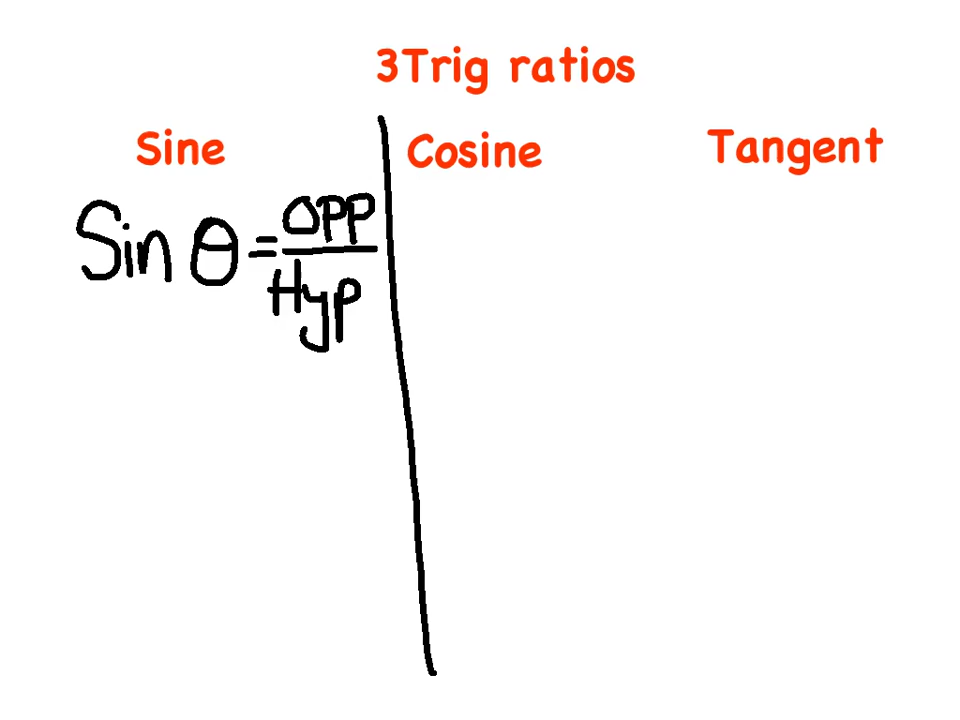 3Trig ratios
Sine Cosine Tangent
Sin θ = opp
Hyp